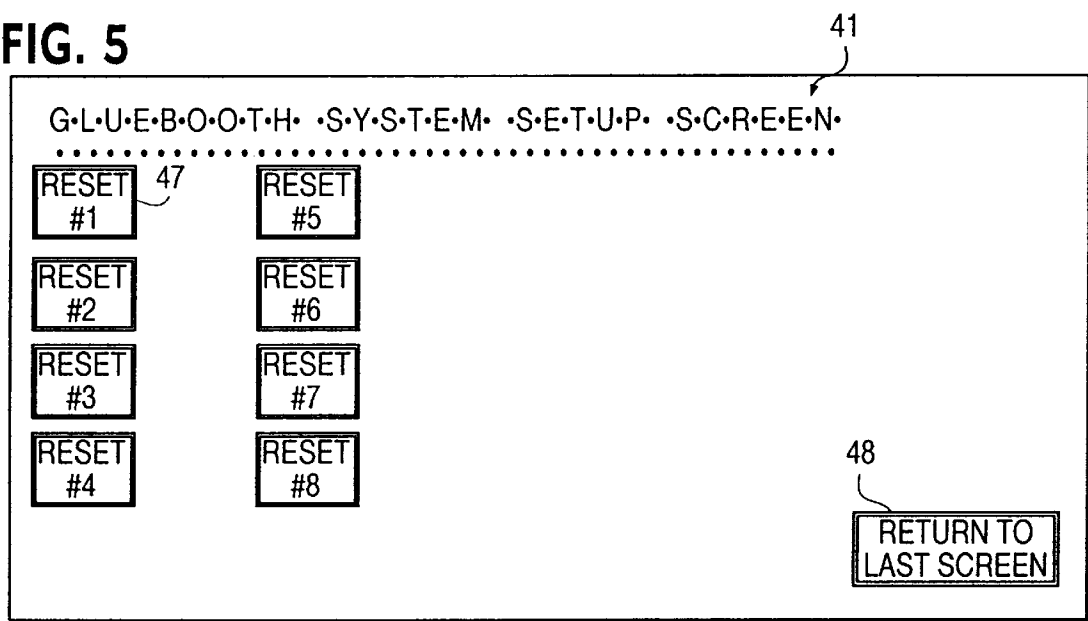 FIG. 5
41
G·L·U·E·B·O·O·T·H· ·S·Y·S·T·E·M· ·S·E·T·U·P· ·S·C·R·E·E·N·
RESET #1
47
RESET #5
RESET #2
RESET #6
RESET #3
RESET #7
RESET #4
RESET #8
48
RETURN TO
LAST SCREEN